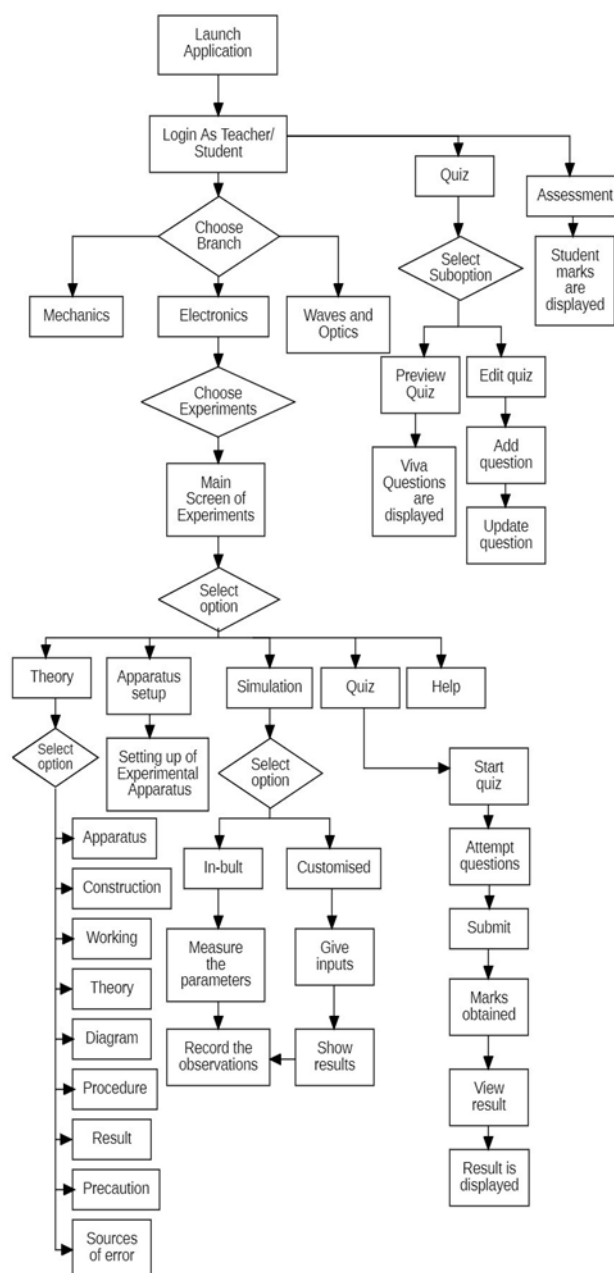 Launch
Application
Login As Teacher/
Student
Quiz
Assessment
Choose
Branch
Select
Suboption
Student
marks are
displayed
Mechanics
Electronics
Waves and
Optics
Preview
Quiz
Edit quiz
Choose
Experiments
Viva
Questions
are
displayed
Add
question
Main
Screen of
Experiments
Update
question
Select
option
Theory
Apparatus
setup
Simulation
Quiz
Help
Select
option
Setting up of
Experimental
Apparatus
Select
option
Start
quiz
Apparatus
Construction
Working
Theory
Diagram
Procedure
Result
Precaution
Sources
of error
In-bult
Customised
Measure
the
parameters
Give
inputs
Record the
observations
Show
results
Attempt
questions
Submit
Marks
obtained
View
result
Result is
displayed